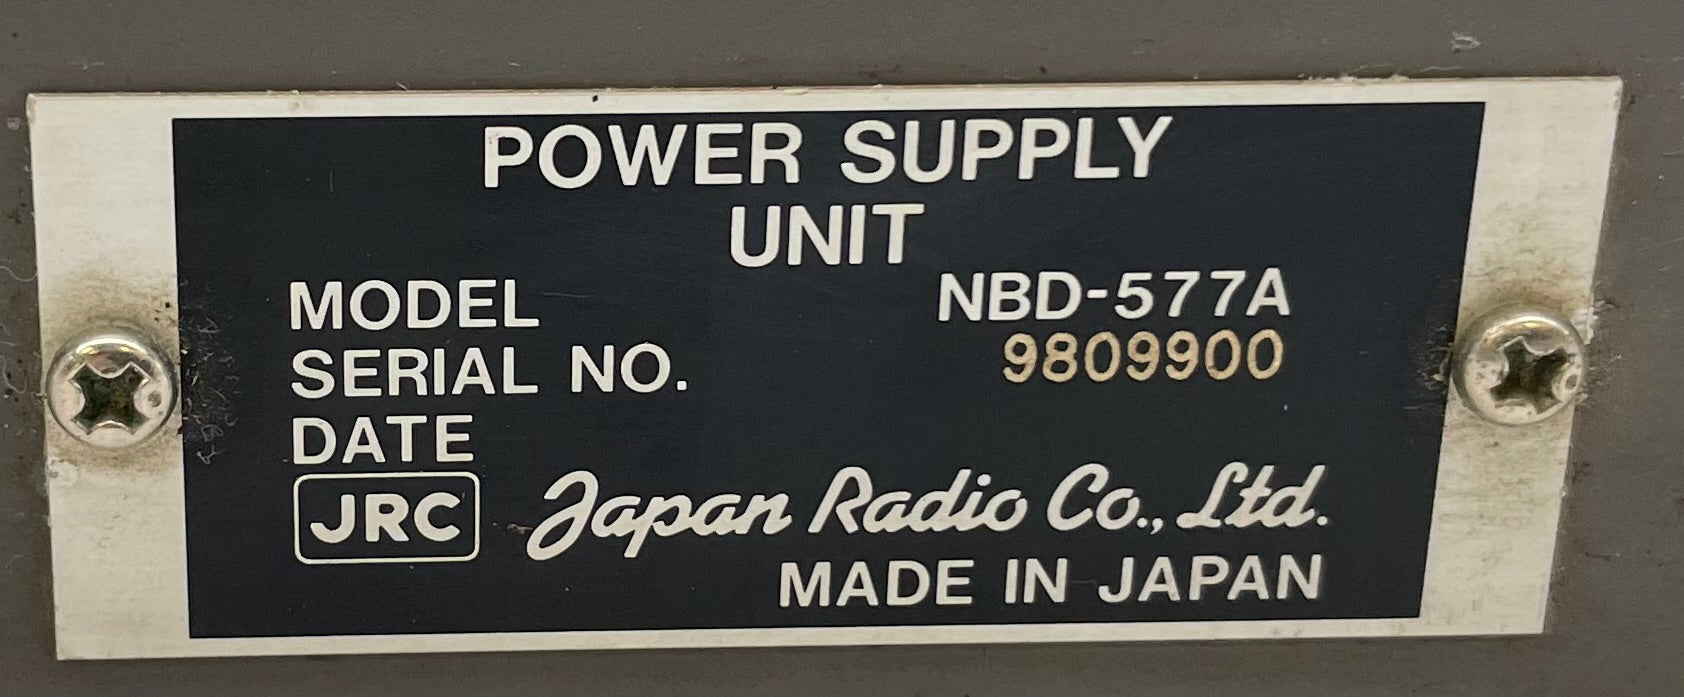 POWER SUPPLY
UNIT
MODEL NBD-577A
SERIAL NO. 9809900
DATE
JRC Japan Radio Co., Ltd.
MADE IN JAPAN